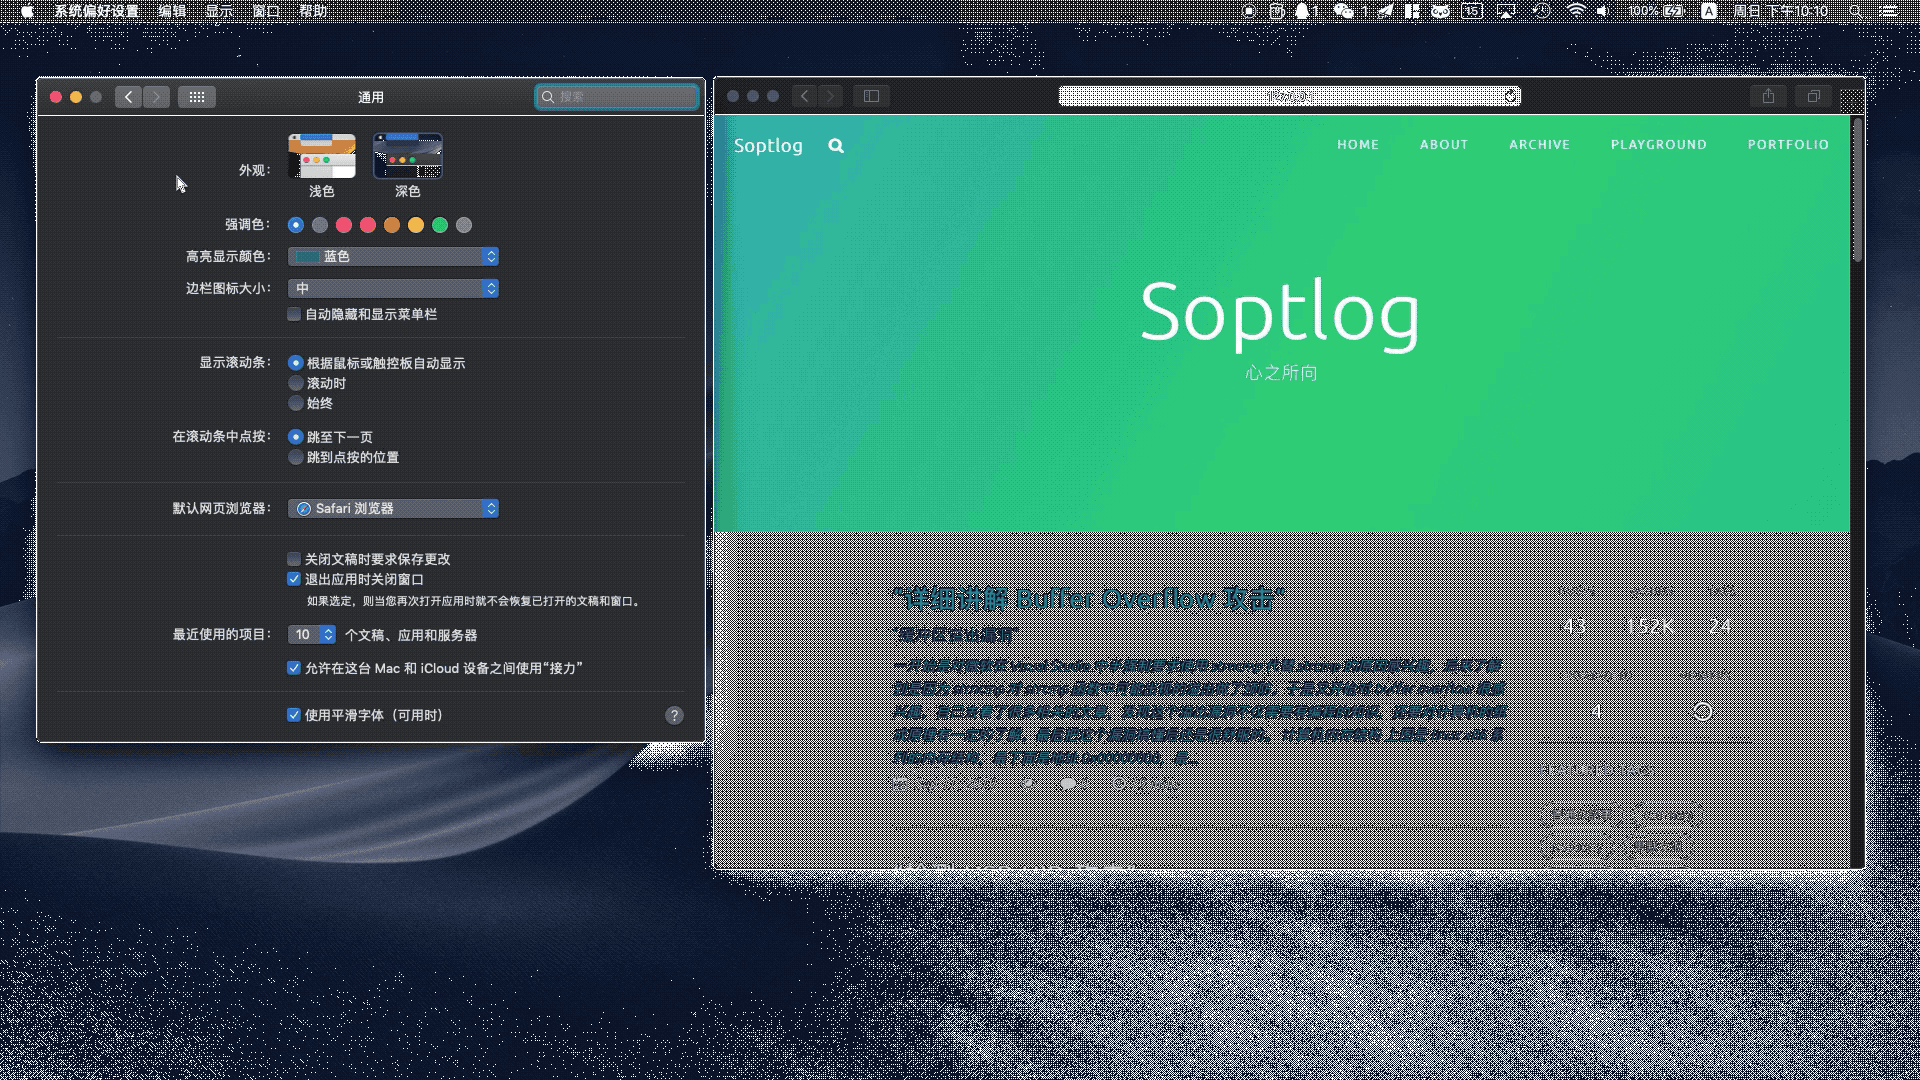 系统偏好设置 编辑 显示 窗口 帮助
1 1 15 100% A 周日 下午10:10
通用
搜索
外观:
浅色 深色
强调色:
高亮显示颜色: 蓝色
边栏图标大小: 中
自动隐藏和显示菜单栏
显示滚动条: 根据鼠标或触控板自动显示
滚动时
始终
在滚动条中点按: 跳至下一页
跳到点按的位置
默认网页浏览器: Safari 浏览器
关闭文稿时要求保存更改
退出应用时关闭窗口
如果选定，则当您再次打开应用时就不会恢复已打开的文稿和窗口。
最近使用的项目: 10 个文稿、应用和服务器
允许在这台 Mac 和 iCloud 设备之间使用“接力”
使用平滑字体（可用时）
?
Soptlog
HOME ABOUT ARCHIVE PLAYGROUND PORTFOLIO
Soptlog
心之所向
"详细讲解 Buffer Overflow 攻击"
43 152K 24
4